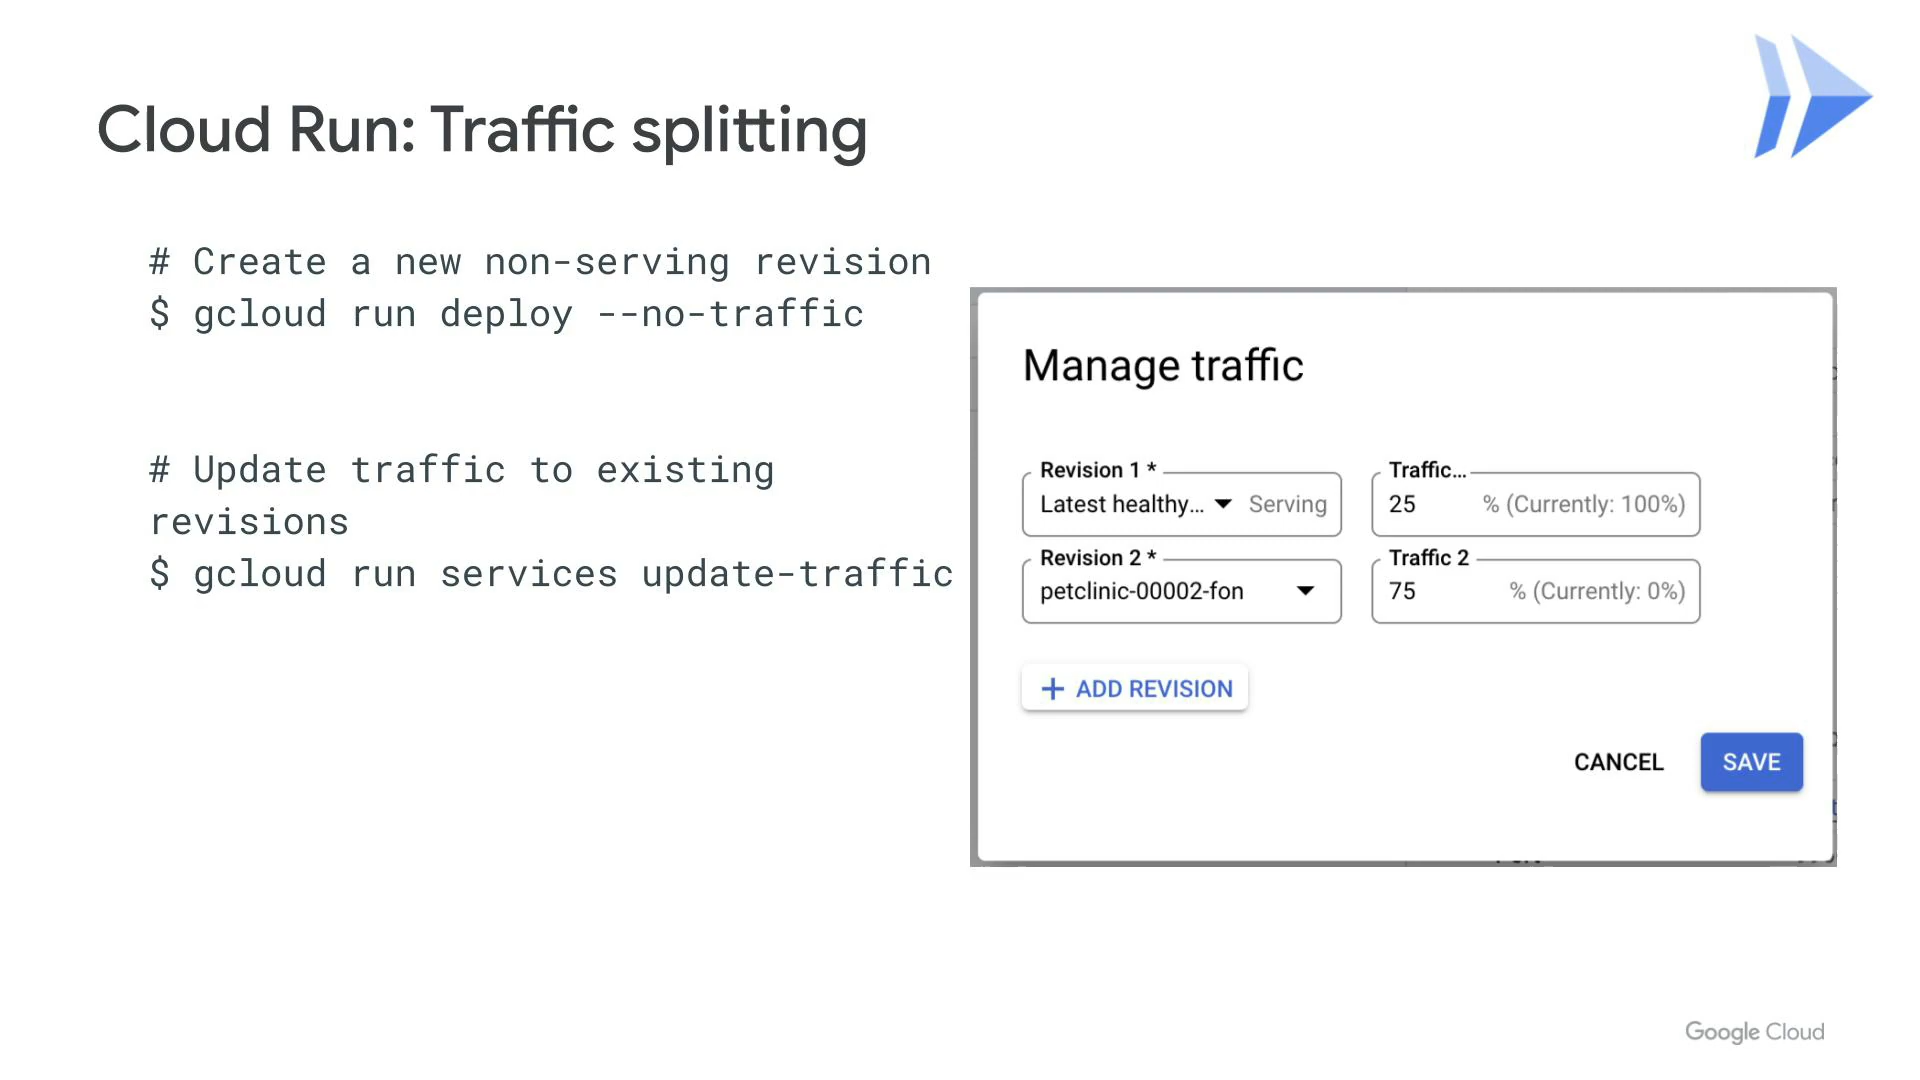 Cloud Run: Traffic splitting
# Create a new non-serving revision
$ gcloud run deploy --no-traffic
# Update traffic to existing
revisions
$ gcloud run services update-traffic
Manage traffic
Revision 1 *
Latest healthy... Serving
Traffic...
25 % (Currently: 100%)
Revision 2 *
petclinic-00002-fon
Traffic 2
75 % (Currently: 0%)
+ ADD REVISION
CANCEL SAVE
Google Cloud